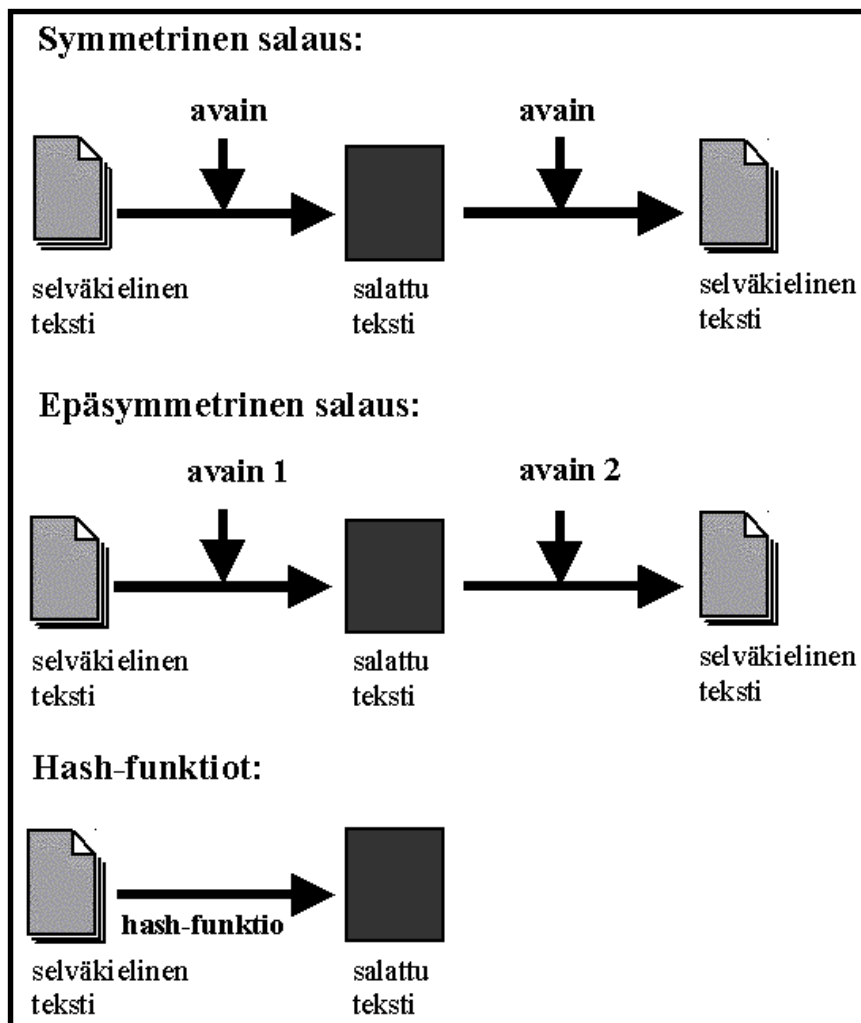 Symmetrinen salaus:
avain avain
selväkielinen salattu selväkielinen
teksti teksti teksti
Epäsymmetrinen salaus:
avain 1 avain 2
selväkielinen salattu selväkielinen
teksti teksti teksti
Hash-funktiot:
hash-funktio
selväkielinen salattu
teksti teksti